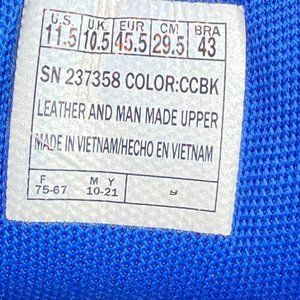 U.S. UK EUR CM BRA
11.5 10.5 45.5 29.5 43
SN 237358 COLOR:CCBK
LEATHER AND MAN MADE UPPER
MADE IN VIETNAM/HECHO EN VIETNAM
F M Y
75-67 10-21